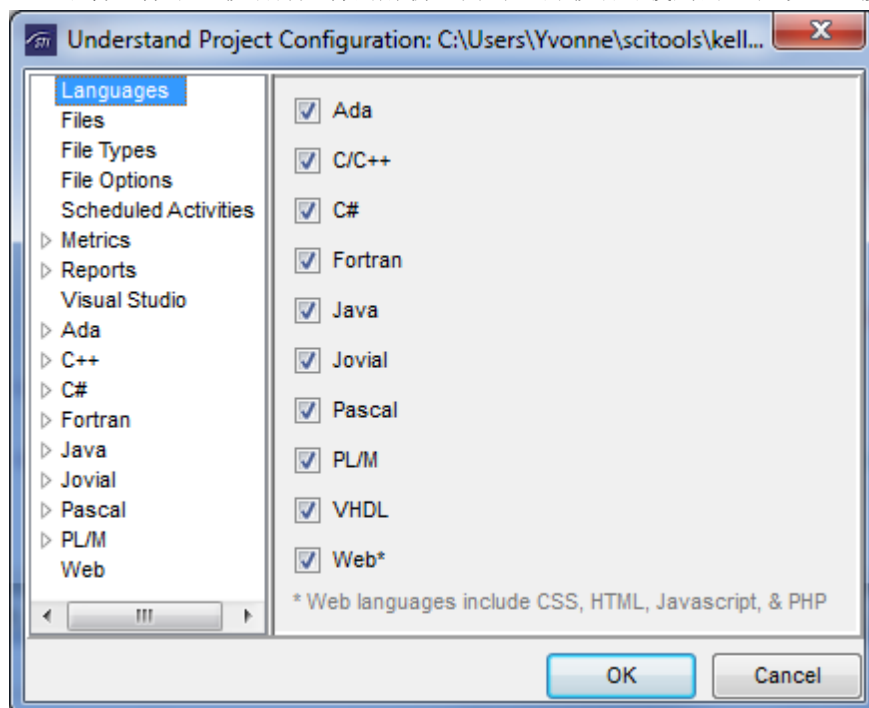 Understand Project Configuration: C:\Users\Yvonne\scitools\kell...
Languages
Files
File Types
File Options
Scheduled Activities
Metrics
Reports
Visual Studio
Ada
C++
C#
Fortran
Java
Jovial
Pascal
PL/M
Web
Ada
C/C++
C#
Fortran
Java
Jovial
Pascal
PL/M
VHDL
Web*
* Web languages include CSS, HTML, Javascript, & PHP
OK
Cancel